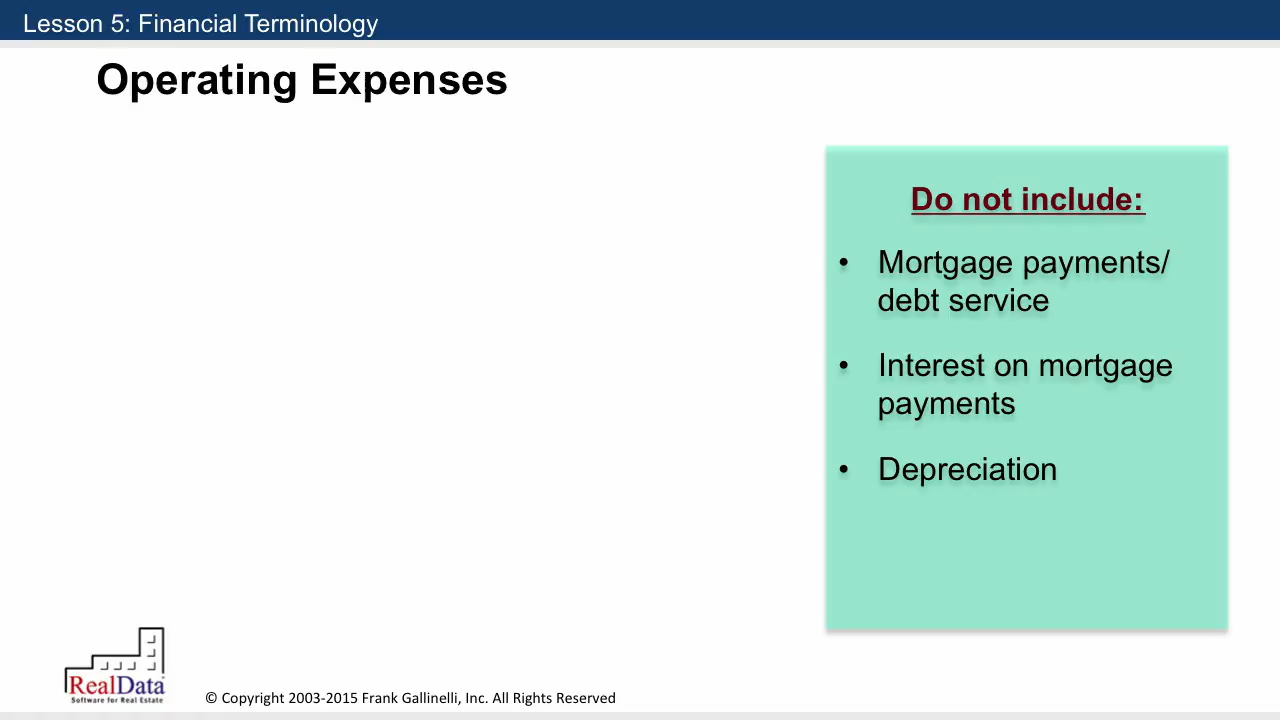 Lesson 5: Financial Terminology
Operating Expenses
Do not include:
• Mortgage payments/
debt service
• Interest on mortgage
payments
• Depreciation
RealData
Software for Real Estate
© Copyright 2003-2015 Frank Gallinelli, Inc. All Rights Reserved